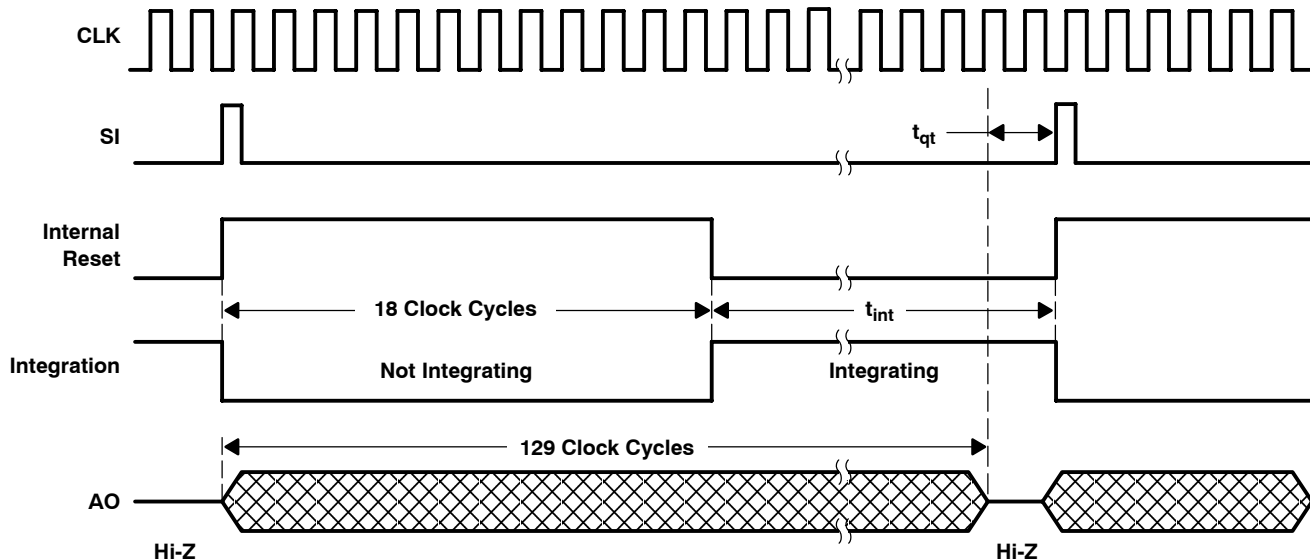 CLK
SI
t_qt
Internal
Reset
18 Clock Cycles
t_int
Integration
Not Integrating
Integrating
129 Clock Cycles
AO
Hi-Z
Hi-Z